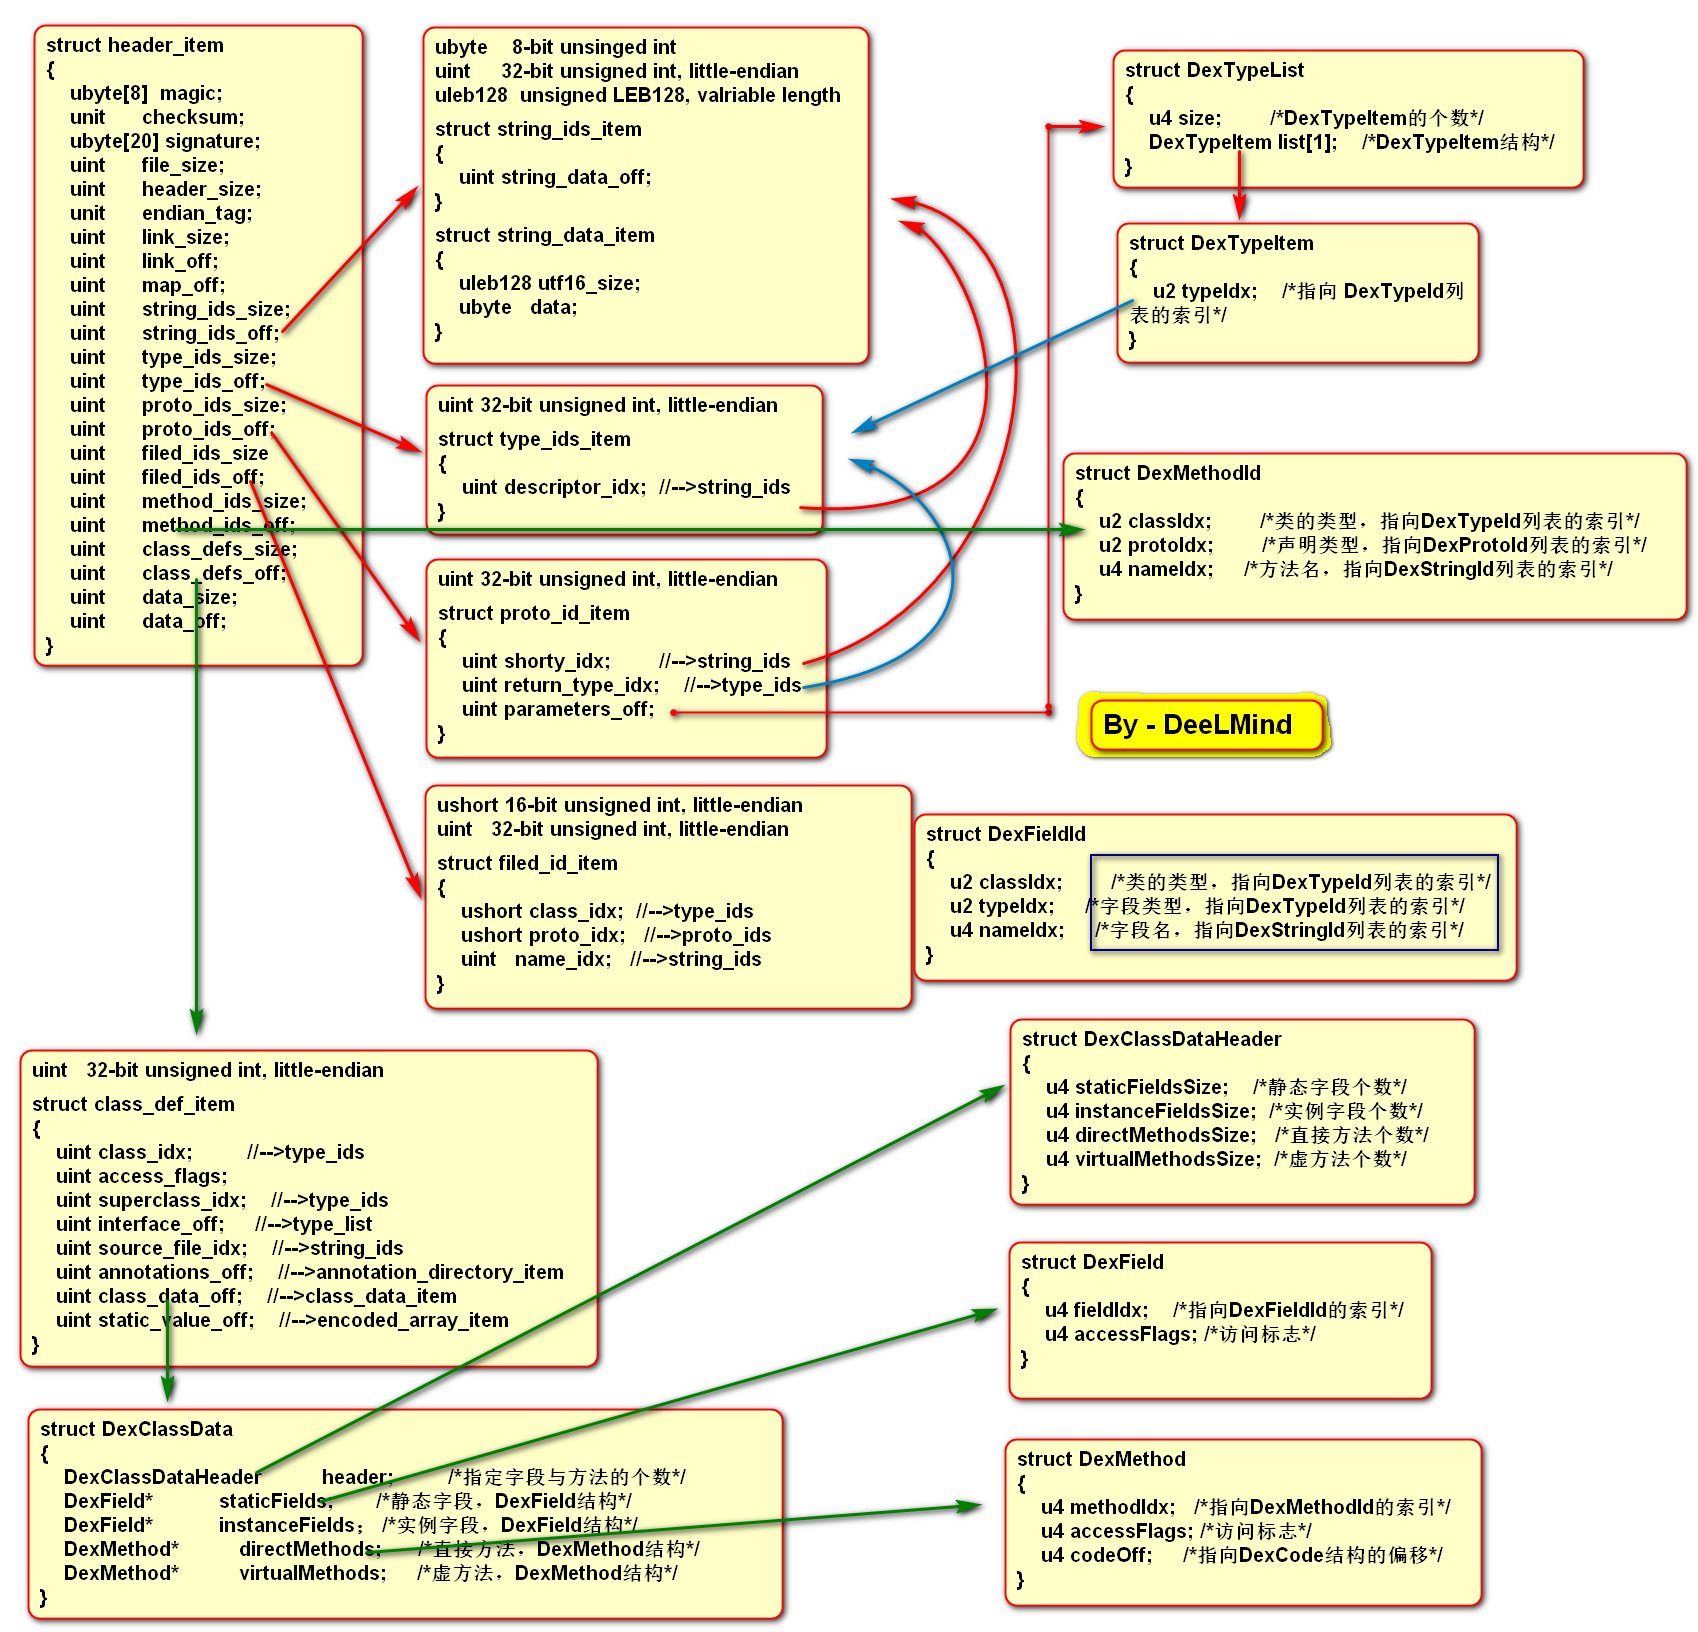 struct header_item
{
ubyte[8] magic;
unit checksum;
ubyte[20] signature;
uint file_size;
uint header_size;
unit endian_tag;
uint link_size;
uint link_off;
uint map_off;
uint string_ids_size;
uint string_ids_off;
uint type_ids_size;
uint type_ids_off;
uint proto_ids_size;
uint proto_ids_off;
uint filed_ids_size
uint filed_ids_off;
uint method_ids_size;
uint method_ids_off;
uint class_defs_size;
uint class_defs_off;
uint data_size;
uint data_off;
}
ubyte 8-bit unsinged int
uint 32-bit unsigned int, little-endian
uleb128 unsigned LEB128, valriable length
struct string_ids_item
{
uint string_data_off;
}
struct string_data_item
{
uleb128 utf16_size;
ubyte data;
}
uint 32-bit unsigned int, little-endian
struct type_ids_item
{
uint descriptor_idx; //-->string_ids
}
uint 32-bit unsigned int, little-endian
struct proto_id_item
{
uint shorty_idx; //-->string_ids
uint return_type_idx; //-->type_ids
uint parameters_off;
}
ushort 16-bit unsigned int, little-endian
uint 32-bit unsigned int, little-endian
struct filed_id_item
{
ushort class_idx; //-->type_ids
ushort proto_idx; //-->proto_ids
uint name_idx; //-->string_ids
}
struct DexTypeList
{
u4 size; /*DexTypeItem的个数*/
DexTypeItem list[1]; /*DexTypeItem结构*/
}
struct DexTypeItem
{
u2 typeIdx; /*指向 DexTypeId列
表的索引*/
}
struct DexMethodId
{
u2 classIdx; /*类的类型，指向DexTypeId列表的索引*/
u2 protoIdx; /*声明类型，指向DexProtoId列表的索引*/
u4 nameIdx; /*方法名，指向DexStringId列表的索引*/
}
By - DeeLMind
struct DexFieldId
{
u2 classIdx; /*类的类型，指向DexTypeId列表的索引*/
u2 typeIdx; /*字段类型，指向DexTypeId列表的索引*/
u4 nameIdx; /*字段名，指向DexStringId列表的索引*/
}
uint 32-bit unsigned int, little-endian
struct class_def_item
{
uint class_idx; //-->type_ids
uint access_flags;
uint superclass_idx; //-->type_ids
uint interface_off; //-->type_list
uint source_file_idx; //-->string_ids
uint annotations_off; //-->annotation_directory_item
uint class_data_off; //-->class_data_item
uint static_value_off; //-->encoded_array_item
}
struct DexClassData
{
DexClassDataHeader header; /*指定字段与方法的个数*/
DexField* staticFields; /*静态字段，DexField结构*/
DexField* instanceFields； /*实例字段，DexField结构*/
DexMethod* directMethods; /*直接方法，DexMethod结构*/
DexMethod* virtualMethods; /*虚方法，DexMethod结构*/
}
struct DexClassDataHeader
{
u4 staticFieldsSize; /*静态字段个数*/
u4 instanceFieldsSize; /*实例字段个数*/
u4 directMethodsSize; /*直接方法个数*/
u4 virtualMethodsSize; /*虚方法个数*/
}
struct DexField
{
u4 fieldIdx; /*指向DexFieldId的索引*/
u4 accessFlags; /*访问标志*/
}
struct DexMethod
{
u4 methodIdx; /*指向DexMethodId的索引*/
u4 accessFlags; /*访问标志*/
u4 codeOff; /*指向DexCode结构的偏移*/
}